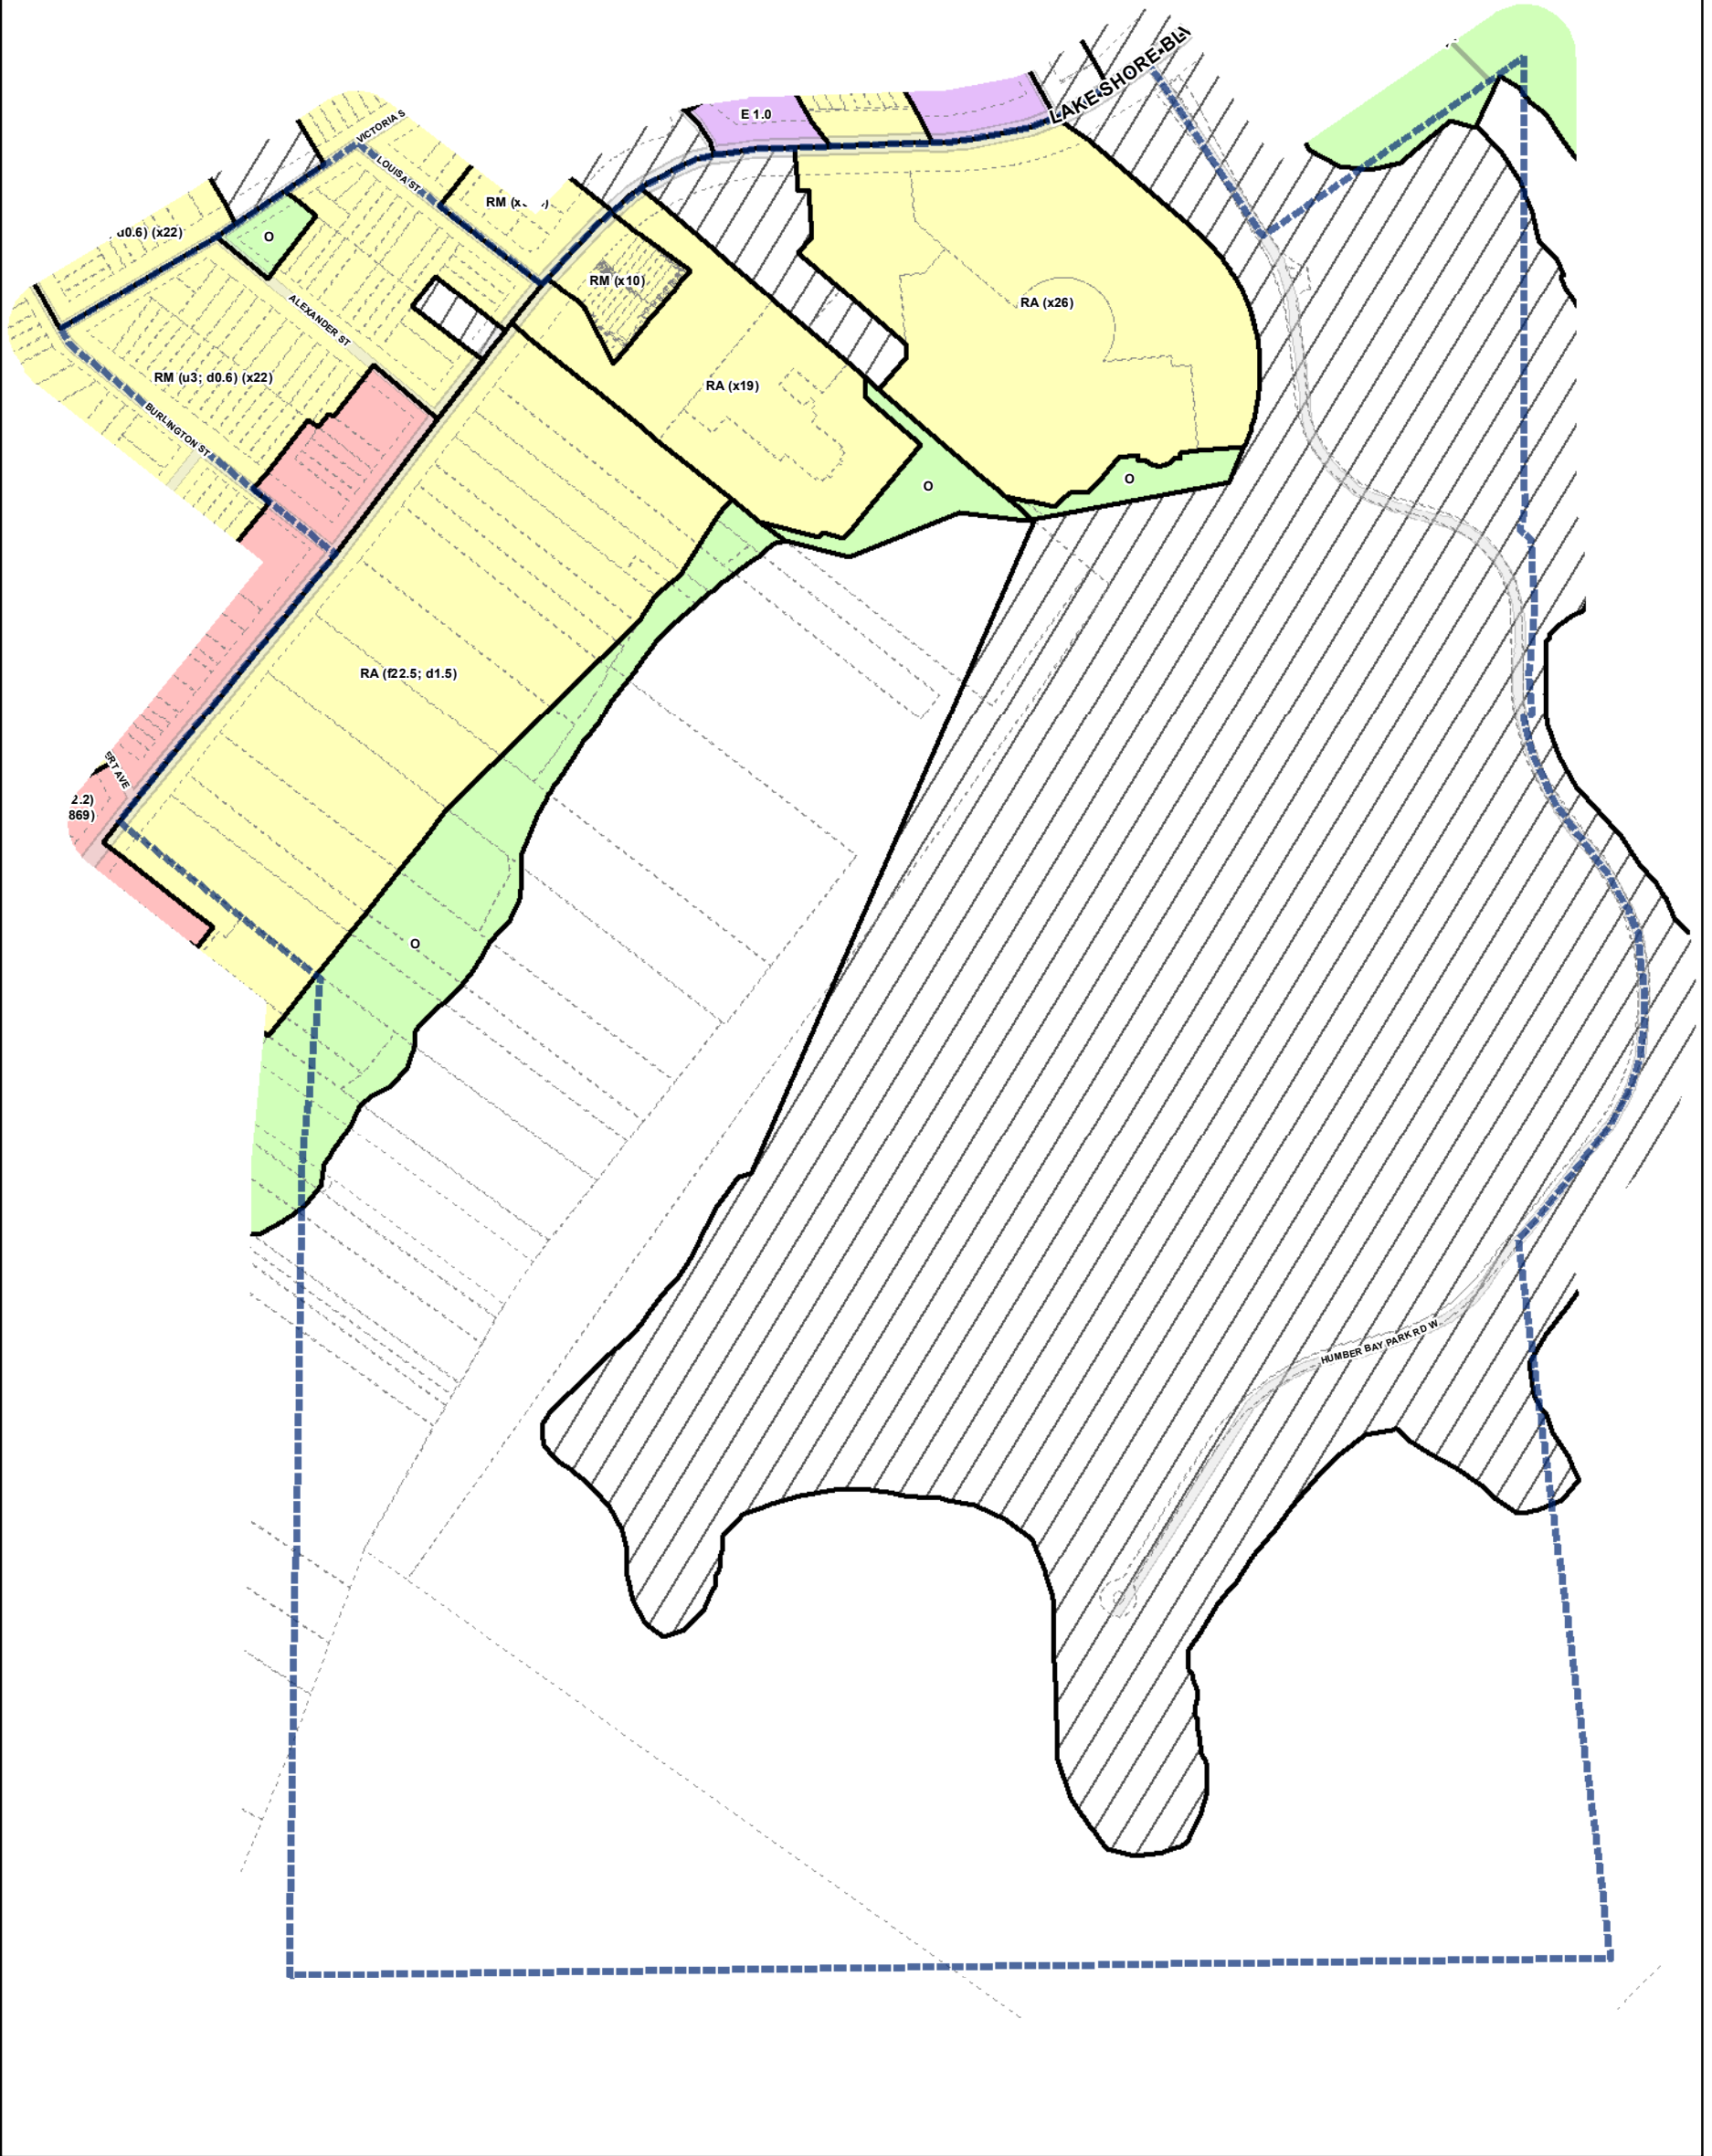 LAKE SHORE BL
E 1.0
VICTORIA S
LOUISA ST
RM (x
d0.6) (x22)
O
RM (x10)
ALEXANDER ST
RA (x26)
RM (u3; d0.6) (x22)
RA (x19)
BURLINGTON ST
O
O
RA (f22.5; d1.5)
ERT AVE
2.2)
869)
O
HUMBER BAY PARK RD W